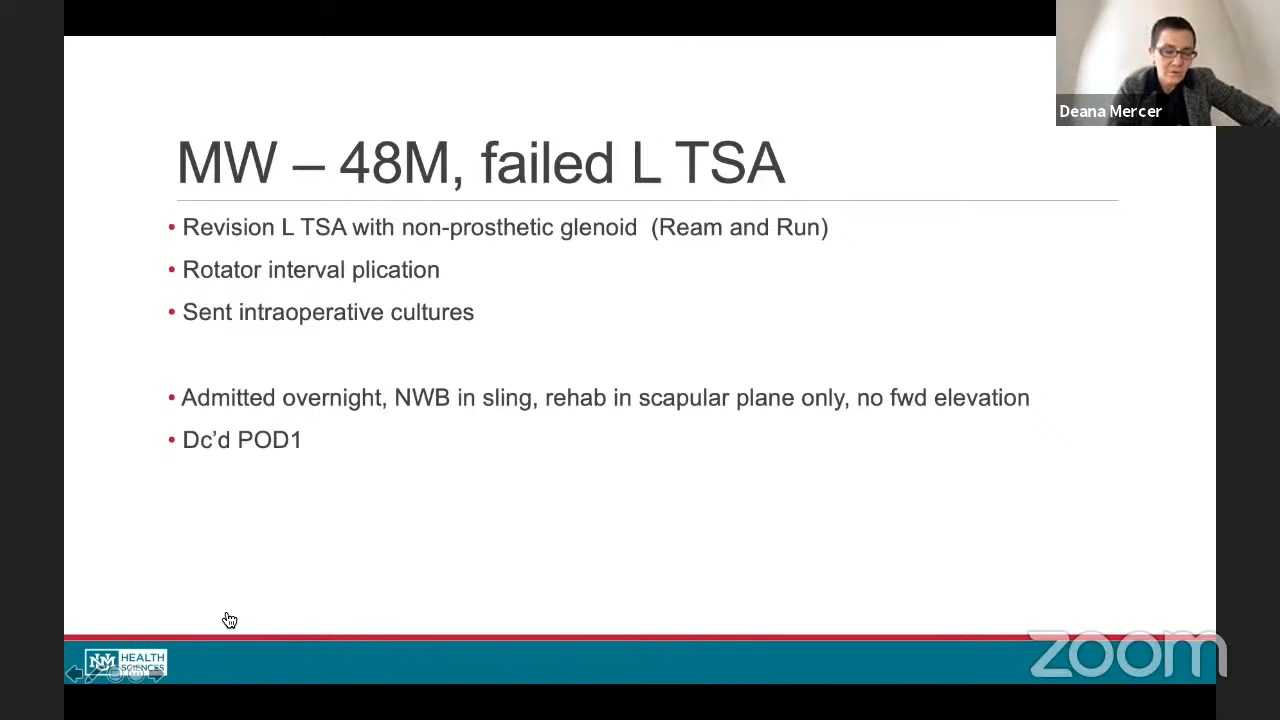 Deana Mercer
MW – 48M, failed L TSA
• Revision L TSA with non-prosthetic glenoid  (Ream and Run)
• Rotator interval plication
• Sent intraoperative cultures
• Admitted overnight, NWB in sling, rehab in scapular plane only, no fwd elevation
• Dc’d POD1
UNM HEALTH
SCIENCES
zoom